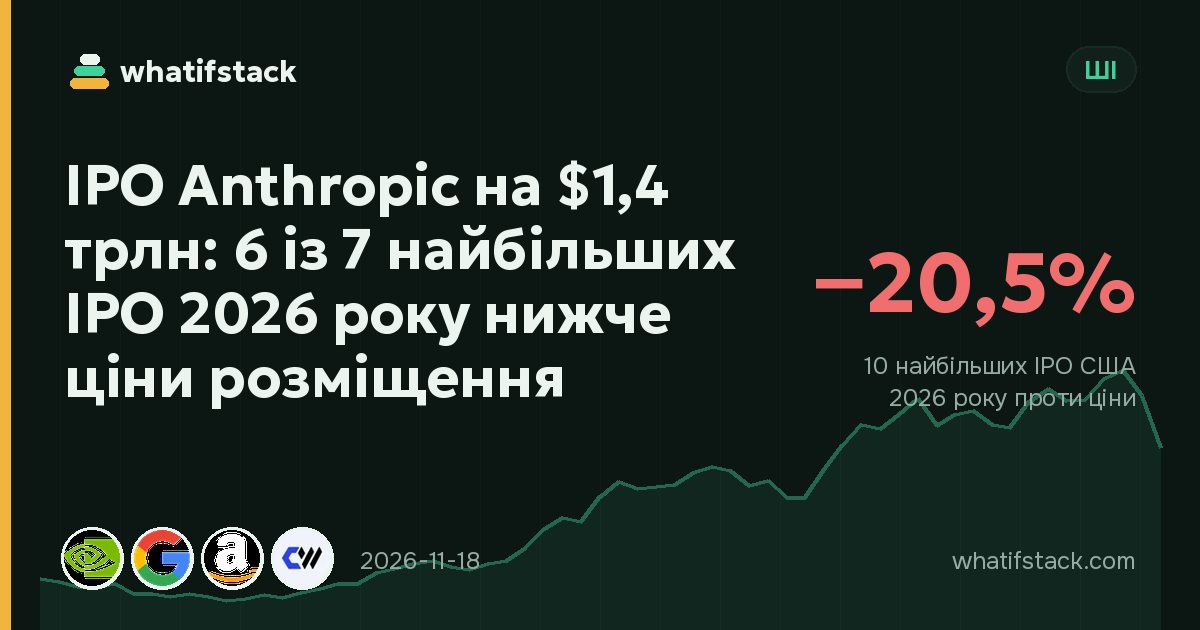 whatifstack
ШІ
IPO Anthropic на $1,4
трлн: 6 із 7 найбільших
IPO 2026 року нижче
ціни розміщення
−20,5%
10 найбільших IPO США
2026 року проти ціни
2026-11-18
whatifstack.com